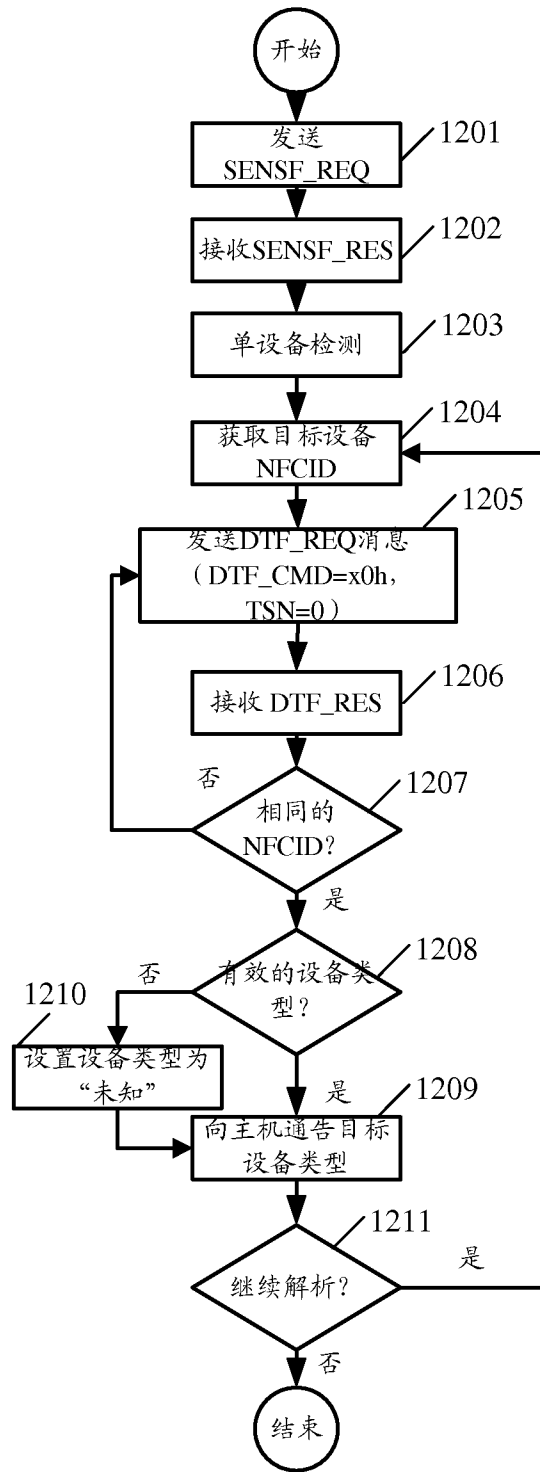 开始
发送
SENSF_REQ
1201
接收SENSF_RES
1202
单设备检测
1203
获取目标设备
NFCID
1204
发送DTF_REQ消息
（DTF_CMD=x0h，
TSN=0）
1205
接收 DTF_RES
1206
相同的
NFCID？
1207
否
是
有效的设备类
型？
1208
否
是
1210
设置设备类型为
“未知”
向主机通告目标
设备类型
1209
继续解析？
1211
是
否
结束